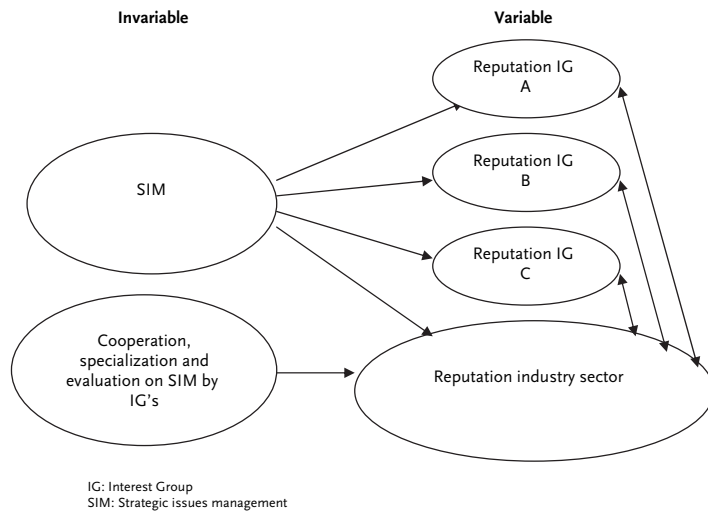 Invariable
Variable
Reputation IG
A
SIM
Reputation IG
B
Reputation IG
C
Cooperation,
specialization and
evaluation on SIM by
IG's
Reputation industry sector
IG: Interest Group
SIM: Strategic issues management